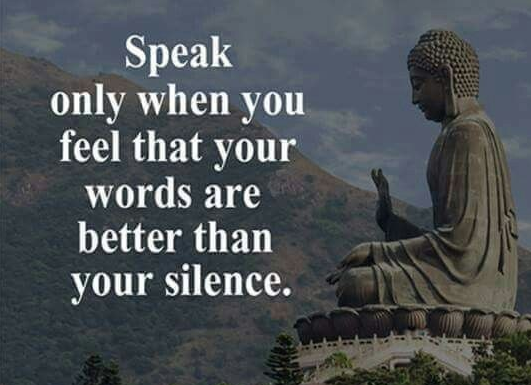 Speak
only when you
feel that your
words are
better than
your silence.